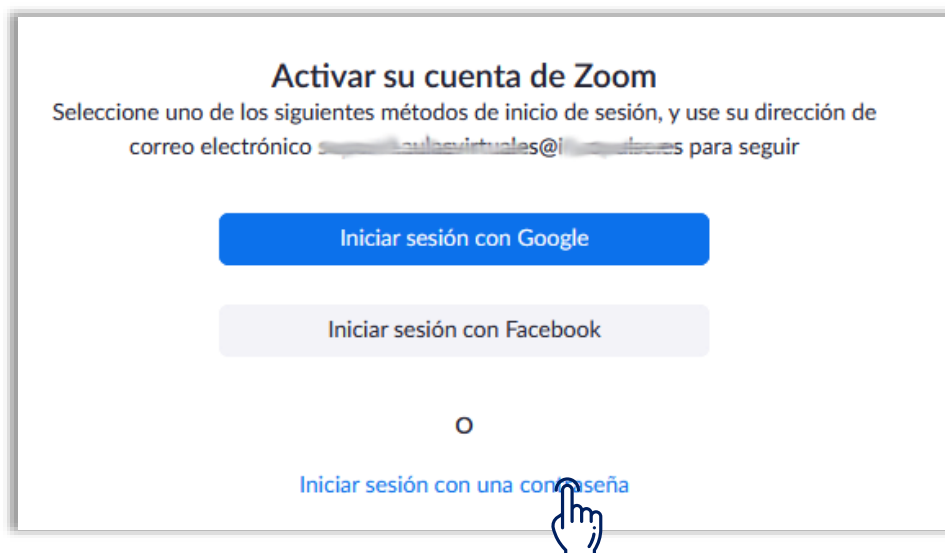 Activar su cuenta de Zoom
Seleccione uno de los siguientes métodos de inicio de sesión, y use su dirección de
correo electrónico para seguir
Iniciar sesión con Google
Iniciar sesión con Facebook
O
Iniciar sesión con una contraseña